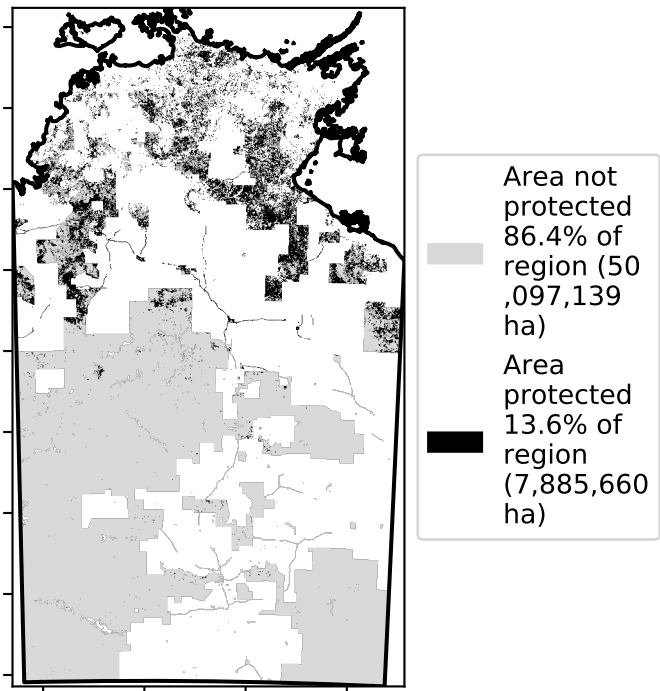 Area not
protected
86.4% of
region (50
,097,139
ha)
Area
protected
13.6% of
region
(7,885,660
ha)